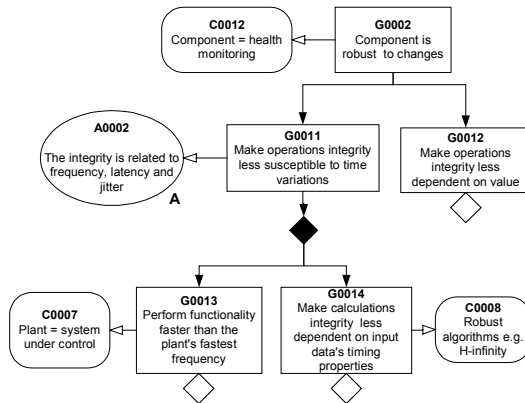 C0012
Component = health
monitoring
G0002
Component is
robust to changes
A0002
The integrity is related to
frequency, latency and
jitter
A
G0011
Make operations integrity
less susceptible to time
variations
G0012
Make operations
integrity less
dependent on value
C0007
Plant = system
under control
G0013
Perform functionality
faster than the
plant's fastest
frequency
G0014
Make calculations
integrity less
dependent on input
data's timing
properties
C0008
Robust
algorithms e.g.
H-infinity